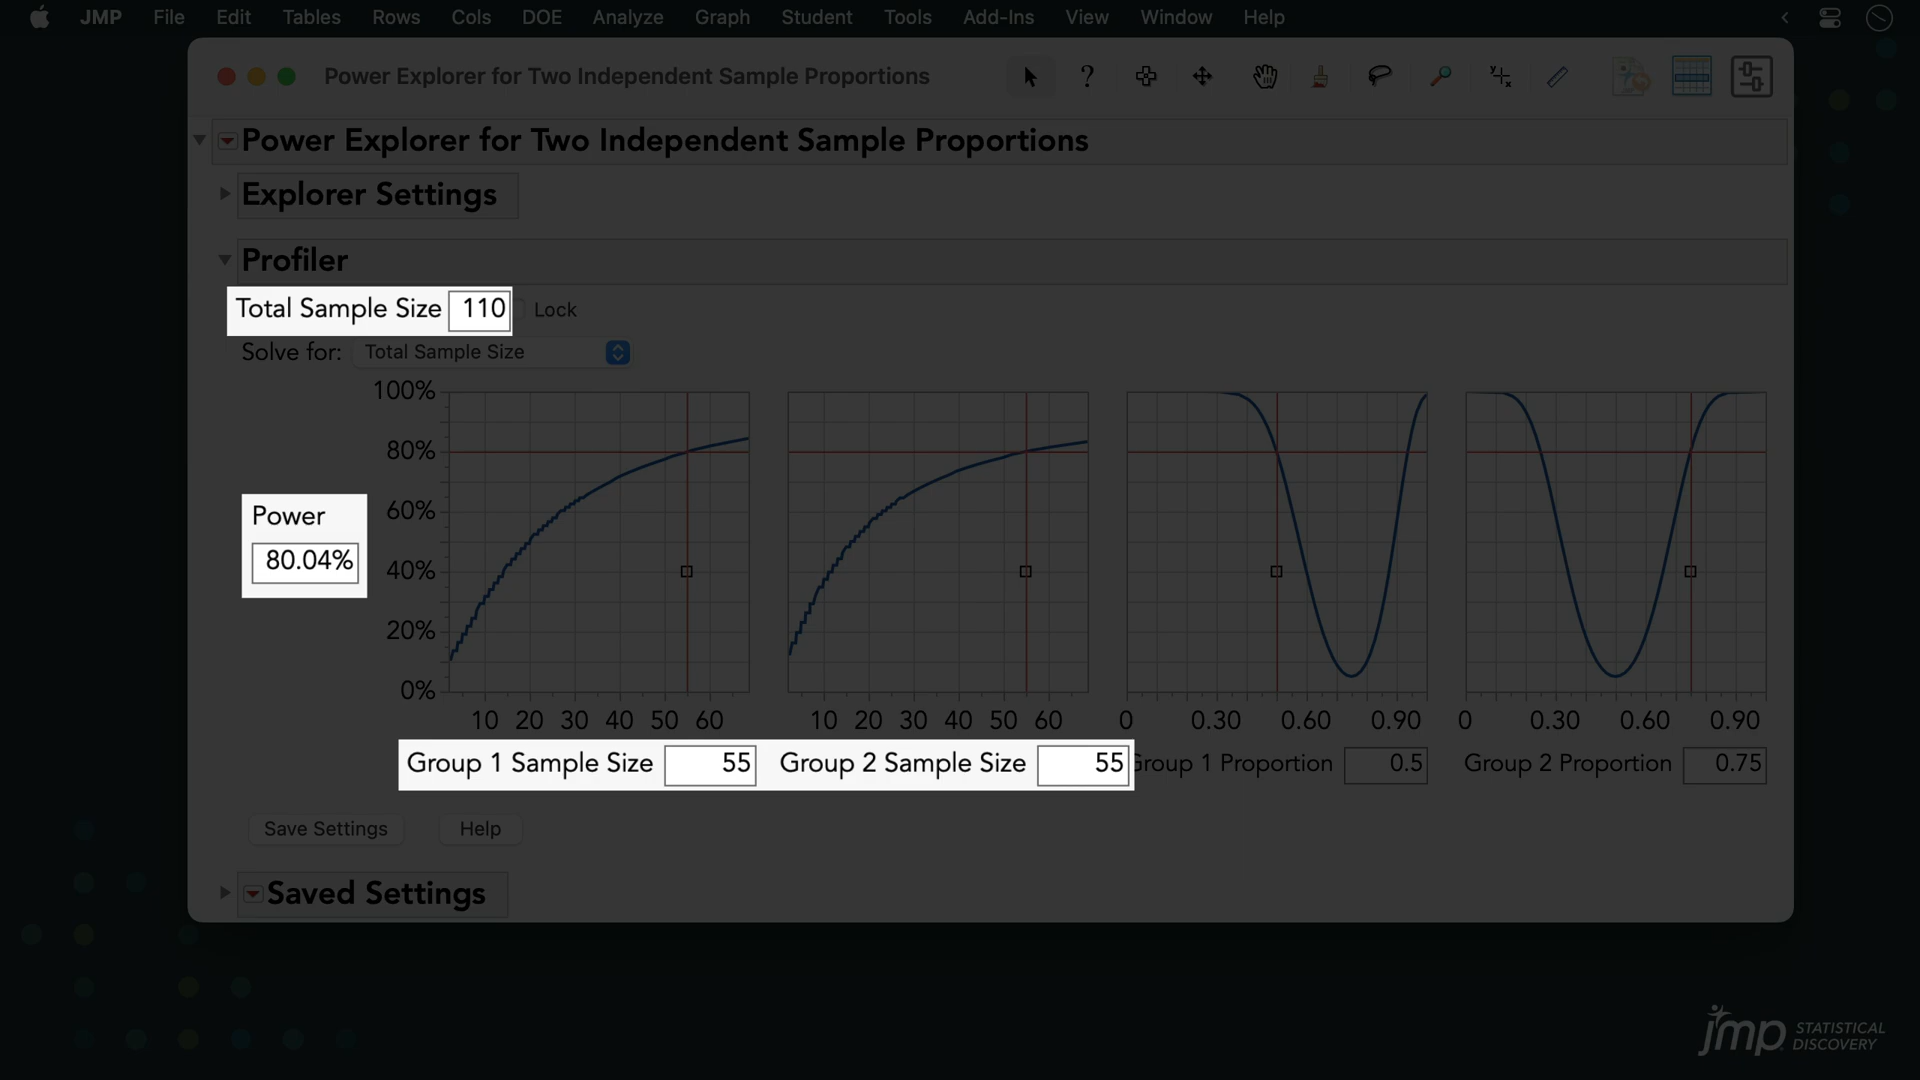 JMP File Edit Tables Rows Cols DOE Analyze Graph Student Tools Add-Ins View Window Help
Power Explorer for Two Independent Sample Proportions
Power Explorer for Two Independent Sample Proportions
Explorer Settings
Profiler
Total Sample Size 110 Lock
Solve for: Total Sample Size
100%
80%
60%
40%
20%
0%
Power
80.04%
10 20 30 40 50 60 10 20 30 40 50 60 0 0.30 0.60 0.90 0 0.30 0.60 0.90
Group 1 Sample Size 55 Group 2 Sample Size 55 Group 1 Proportion 0.5 Group 2 Proportion 0.75
Save Settings Help
Saved Settings
jmp STATISTICAL DISCOVERY